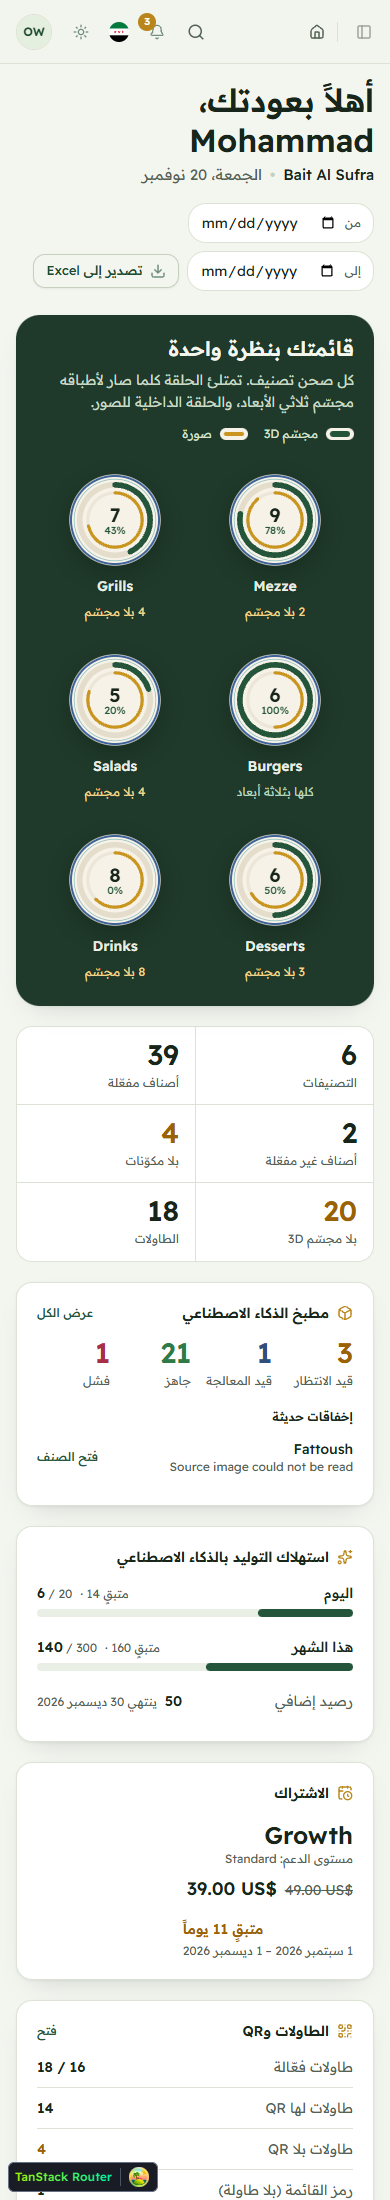 OW
3
أهلاً بعودتك،
Mohammad
Bait Al Sufra • الجمعة، 20 نوفمبر
من mm/dd/yyyy
إلى mm/dd/yyyy
تصدير إلى Excel
قائمتك بنظرة واحدة
كل صحن تصنيف. تمتلئ الحلقة كلما صار لأطباقه
مجسّم ثلاثي الأبعاد، والحلقة الداخلية للصور.
مجسّم 3D
صورة
9
78%
Mezze
2 بلا مجسّم
7
43%
Grills
4 بلا مجسّم
6
100%
Burgers
كلها بثلاثة أبعاد
5
20%
Salads
4 بلا مجسّم
6
50%
Desserts
3 بلا مجسّم
8
0%
Drinks
8 بلا مجسّم
6
التصنيفات
39
أصناف مفعّلة
2
أصناف غير مفعّلة
4
بلا مكوّنات
20
بلا مجسّم 3D
18
الطاولات
مطبخ الذكاء الاصطناعي
عرض الكل
3
قيد الانتظار
1
قيد المعالجة
21
جاهز
1
فشل
إخفاقات حديثة
Fattoush
Source image could not be read
فتح الصنف
استهلاك التوليد بالذكاء الاصطناعي
اليوم
6 / 20 · متبقٍ 14
هذا الشهر
140 / 300 · متبقٍ 160
رصيد إضافي
50 ينتهي 30 ديسمبر 2026
الاشتراك
Growth
مستوى الدعم: Standard
49.00 US$ 39.00 US$
متبقٍ 11 يوماً
1 سبتمبر 2026 – 1 ديسمبر 2026
الطاولات وQR
فتح
طاولات فعّالة
18 / 16
طاولات لها QR
14
طاولات بلا QR
4
رمز القائمة (بلا طاولة)
TanStack Router